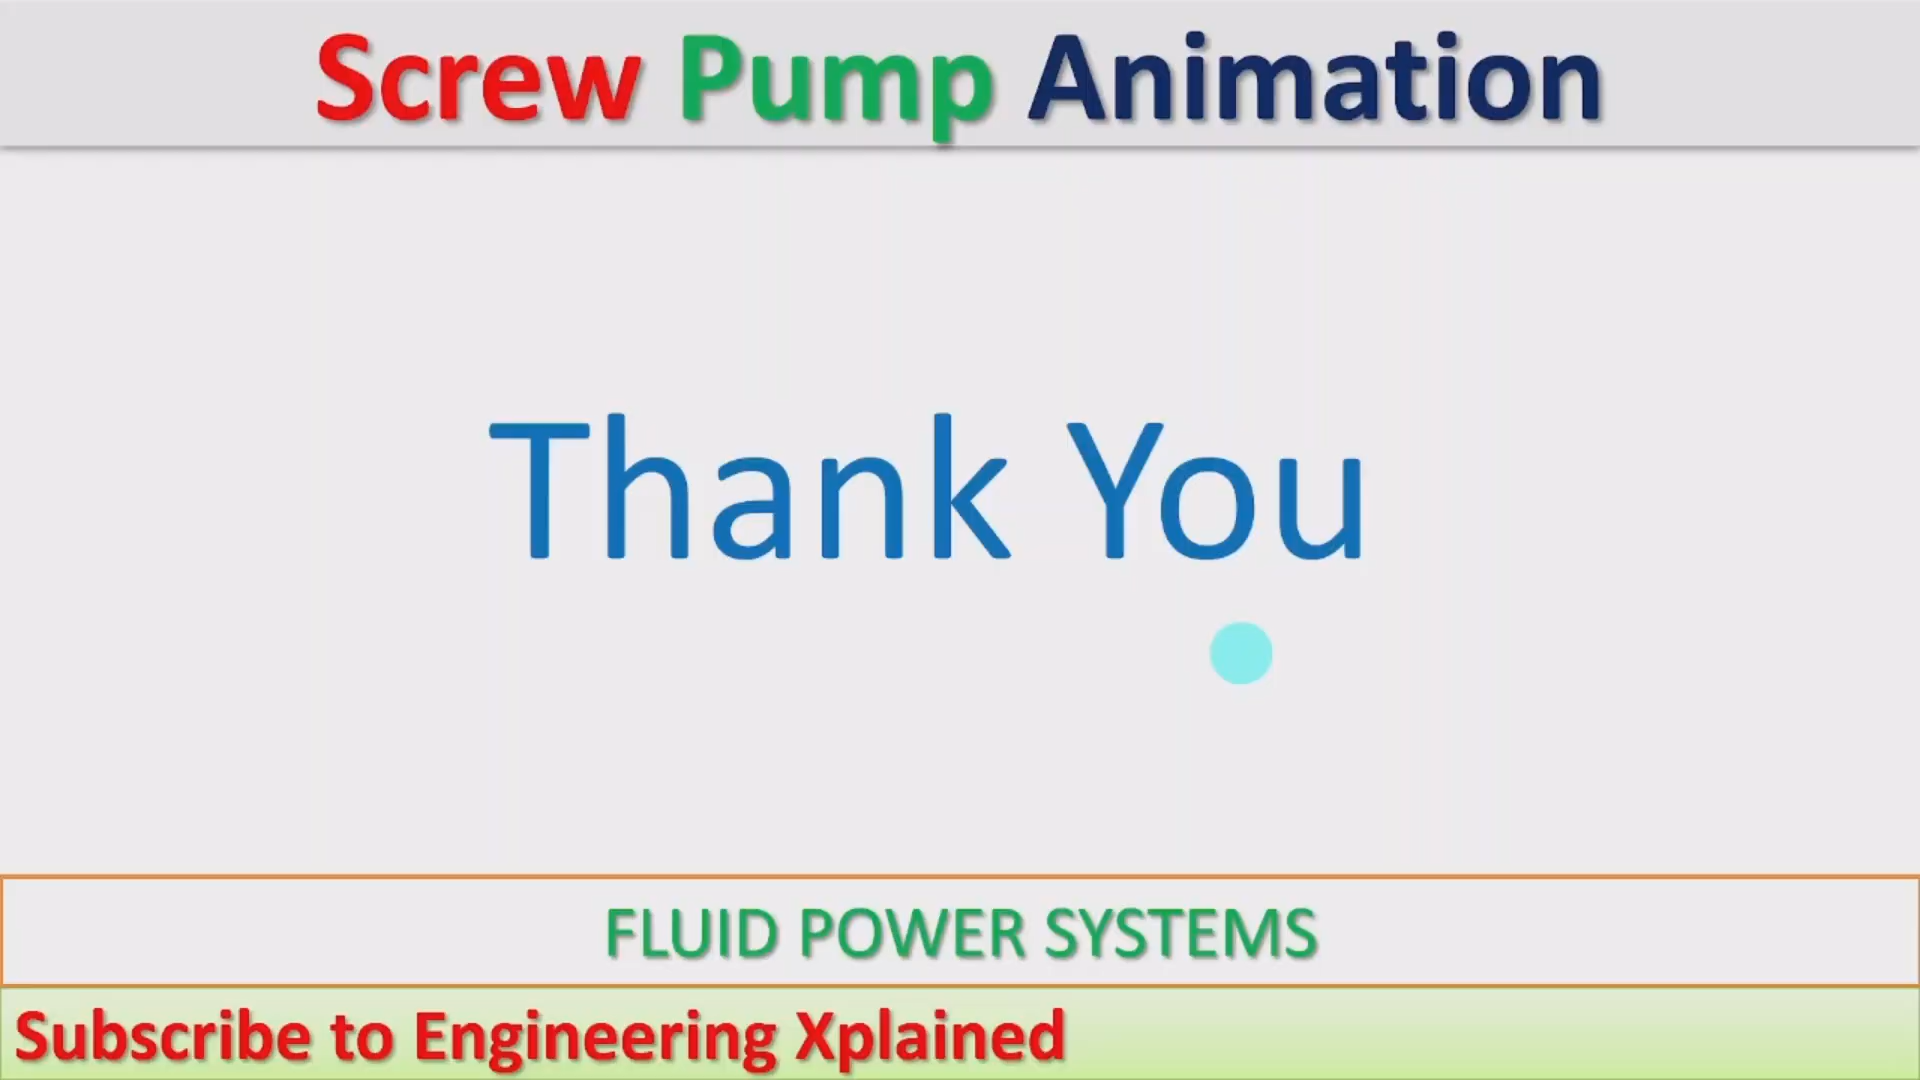 Screw Pump Animation
Thank You
FLUID POWER SYSTEMS
Subscribe to Engineering Xplained